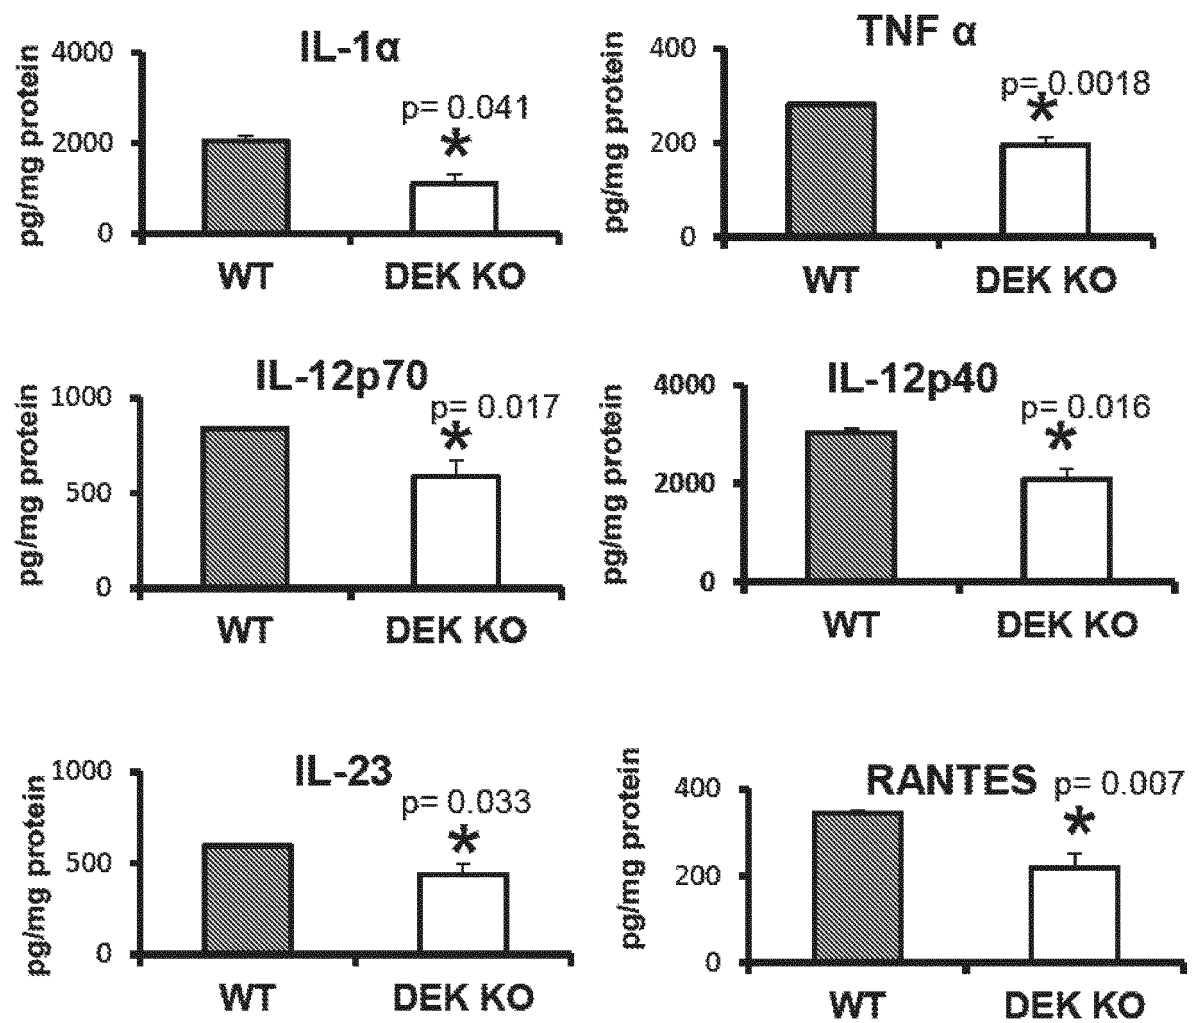 IL-1α
4000
2000
0
pg/mg protein
p= 0.041
*
WT
DEK KO
TNF α
400
200
0
pg/mg protein
p= 0.0018
*
WT
DEK KO
IL-12p70
1000
500
0
pg/mg protein
p= 0.017
*
WT
DEK KO
IL-12p40
4000
2000
0
pg/mg protein
p= 0.016
*
WT
DEK KO
IL-23
1000
500
0
pg/mg protein
p= 0.033
*
WT
DEK KO
RANTES
400
200
0
pg/mg protein
p= 0.007
*
WT
DEK KO